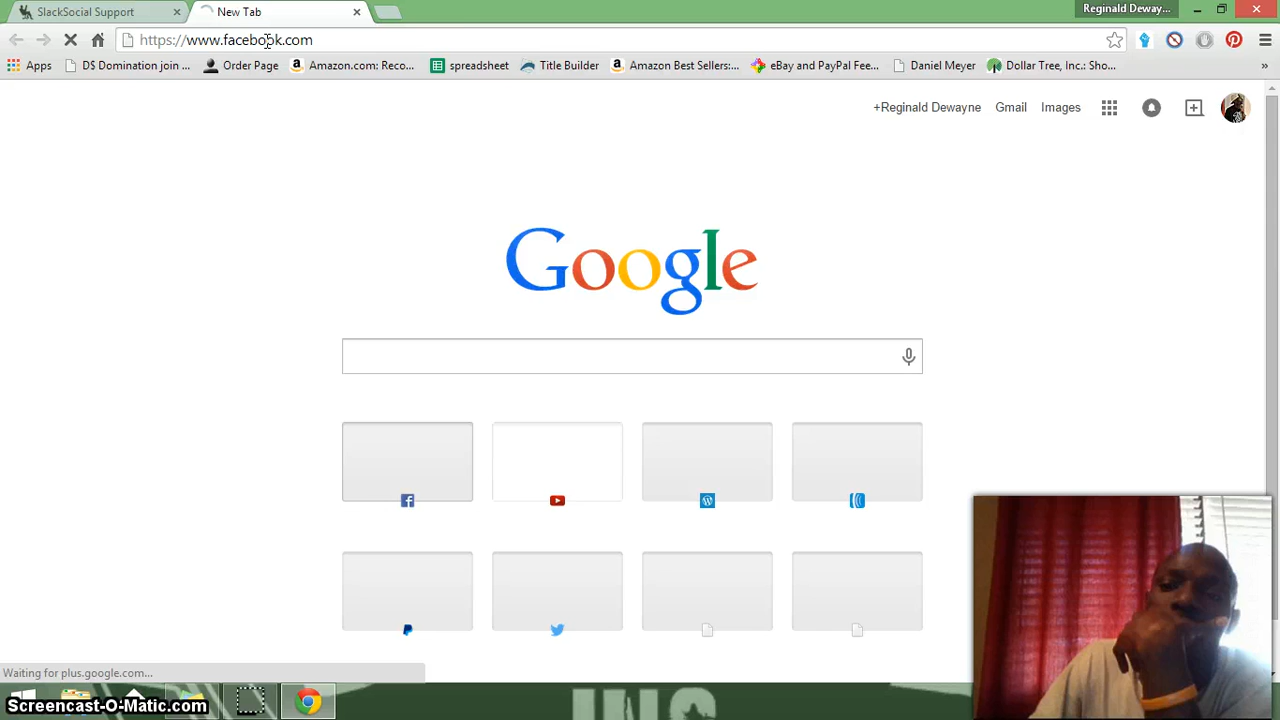 SlackSocial Support
New Tab
Reginald Deway...
https://www.facebook.com
Apps
DS Domination join ...
Order Page
Amazon.com: Reco...
spreadsheet
Title Builder
Amazon Best Sellers:...
eBay and PayPal Fee...
Daniel Meyer
Dollar Tree, Inc.: Sho...
»
+Reginald Dewayne
Gmail
Images
Google
Waiting for plus.google.com...
Screencast-O-Matic.com